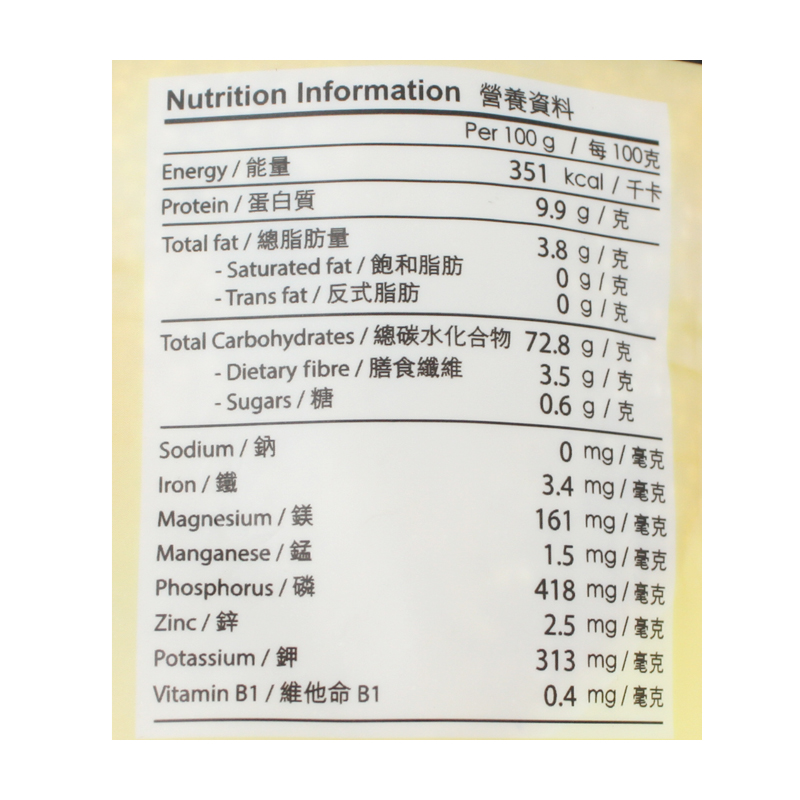 Nutrition Information 營養資料
Per 100 g / 每 100克
Energy / 能量 351 kcal / 千卡
Protein / 蛋白質 9.9 g / 克
Total fat / 總脂肪量 3.8 g / 克
- Saturated fat / 飽和脂肪 0 g / 克
- Trans fat / 反式脂肪 0 g / 克
Total Carbohydrates / 總碳水化合物 72.8 g / 克
- Dietary fibre / 膳食纖維 3.5 g / 克
- Sugars / 糖 0.6 g / 克
Sodium / 鈉 0 mg / 毫克
Iron / 鐵 3.4 mg / 毫克
Magnesium / 鎂 161 mg / 毫克
Manganese / 錳 1.5 mg / 毫克
Phosphorus / 磷 418 mg / 毫克
Zinc / 鋅 2.5 mg / 毫克
Potassium / 鉀 313 mg / 毫克
Vitamin B1 / 維他命 B1 0.4 mg / 毫克